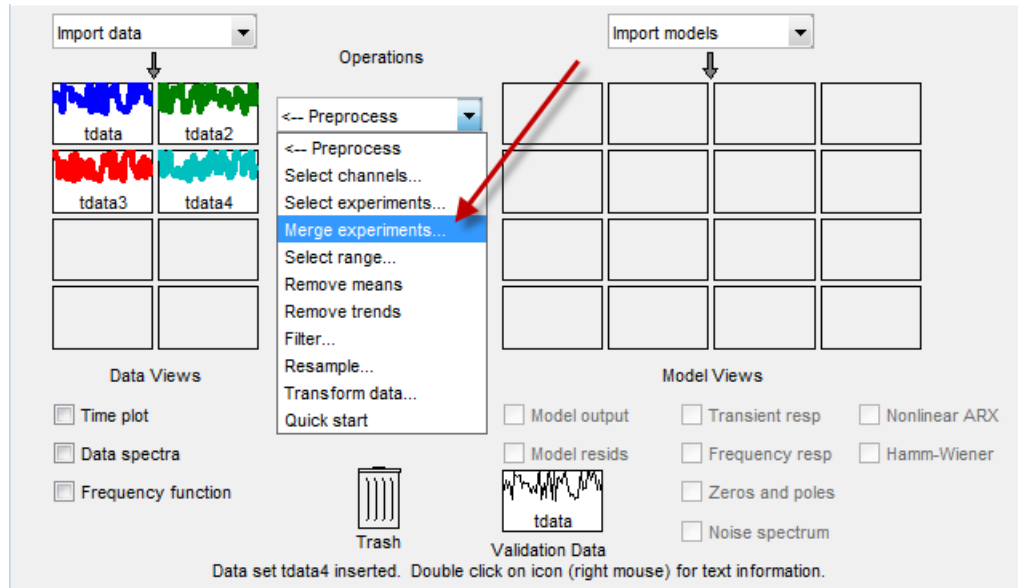 Import data
Import models
Operations
tdata
tdata2
<-- Preprocess
tdata3
tdata4
<-- Preprocess
Select channels...
Select experiments...
Merge experiments...
Select range...
Remove means
Remove trends
Filter...
Resample...
Transform data...
Quick start
Data Views
Model Views
Time plot
Data spectra
Frequency function
Model output
Transient resp
Nonlinear ARX
Model resids
Frequency resp
Hamm-Wiener
Zeros and poles
Noise spectrum
Trash
tdata
Validation Data
Data set tdata4 inserted. Double click on icon (right mouse) for text information.